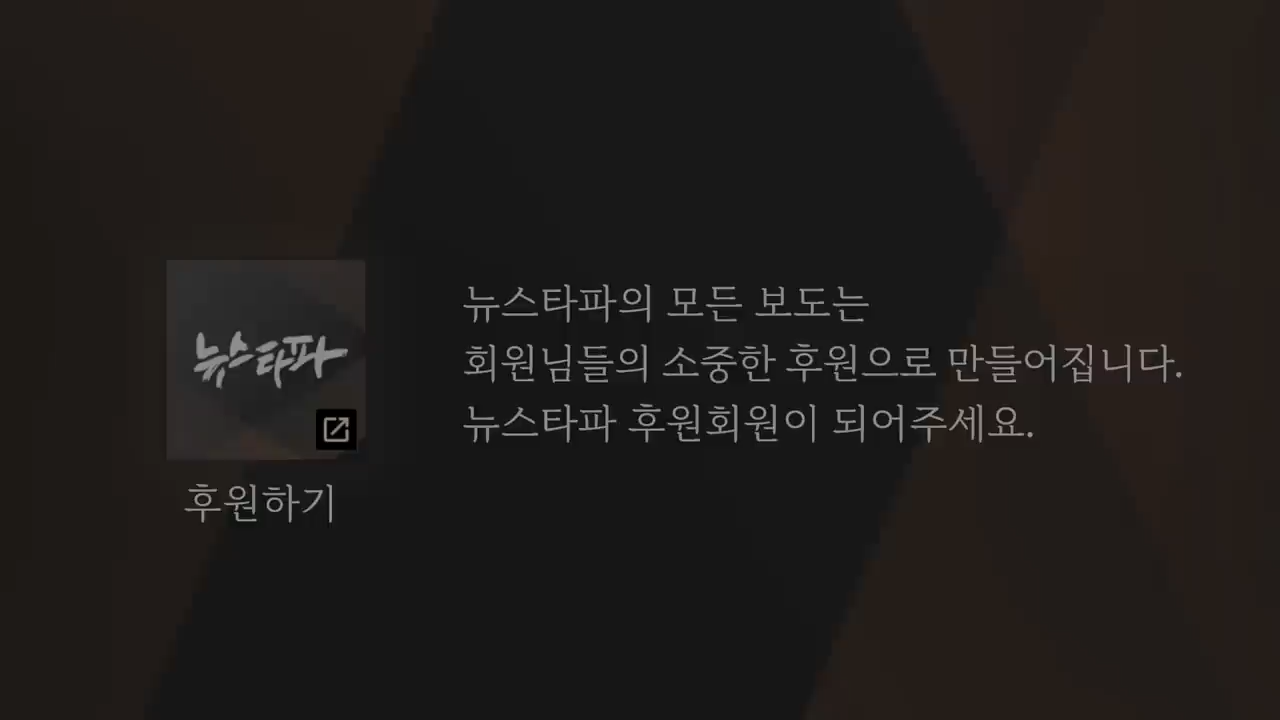 뉴스타파
후원하기
뉴스타파의 모든 보도는
회원님들의 소중한 후원으로 만들어집니다.
뉴스타파 후원회원이 되어주세요.